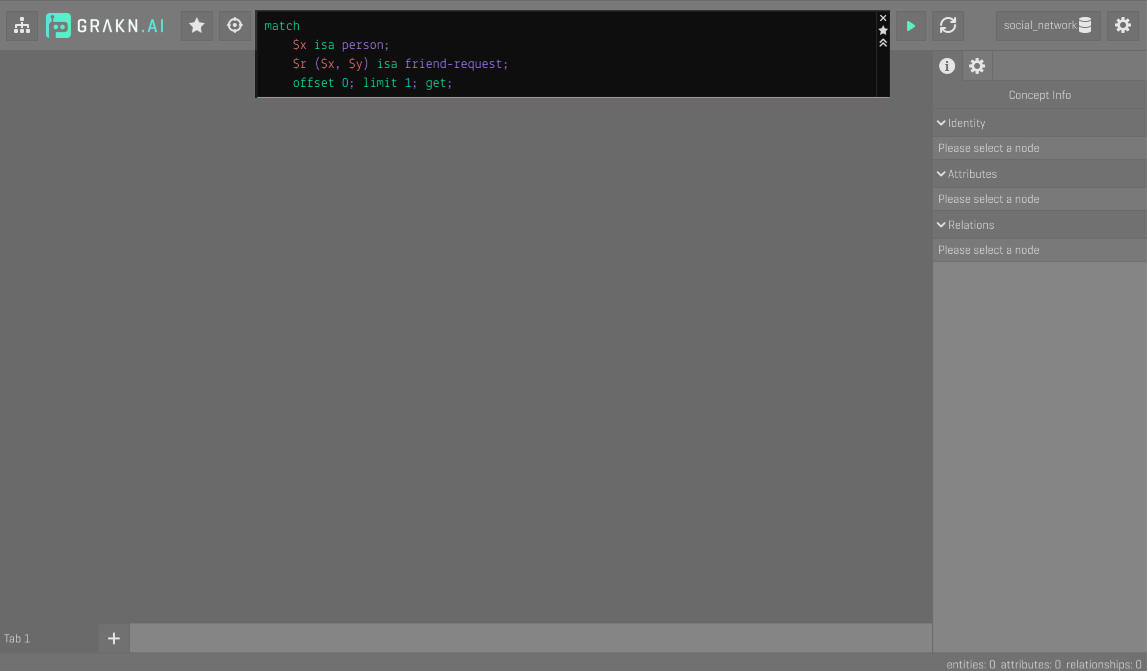 GRAKN.AI
match
$x isa person;
$r ($x, $y) isa friend-request;
offset 0; limit 1; get;
social_network
Concept Info
Identity
Please select a node
Attributes
Please select a node
Relations
Please select a node
Tab 1
entities: 0 attributes: 0 relationships: 0